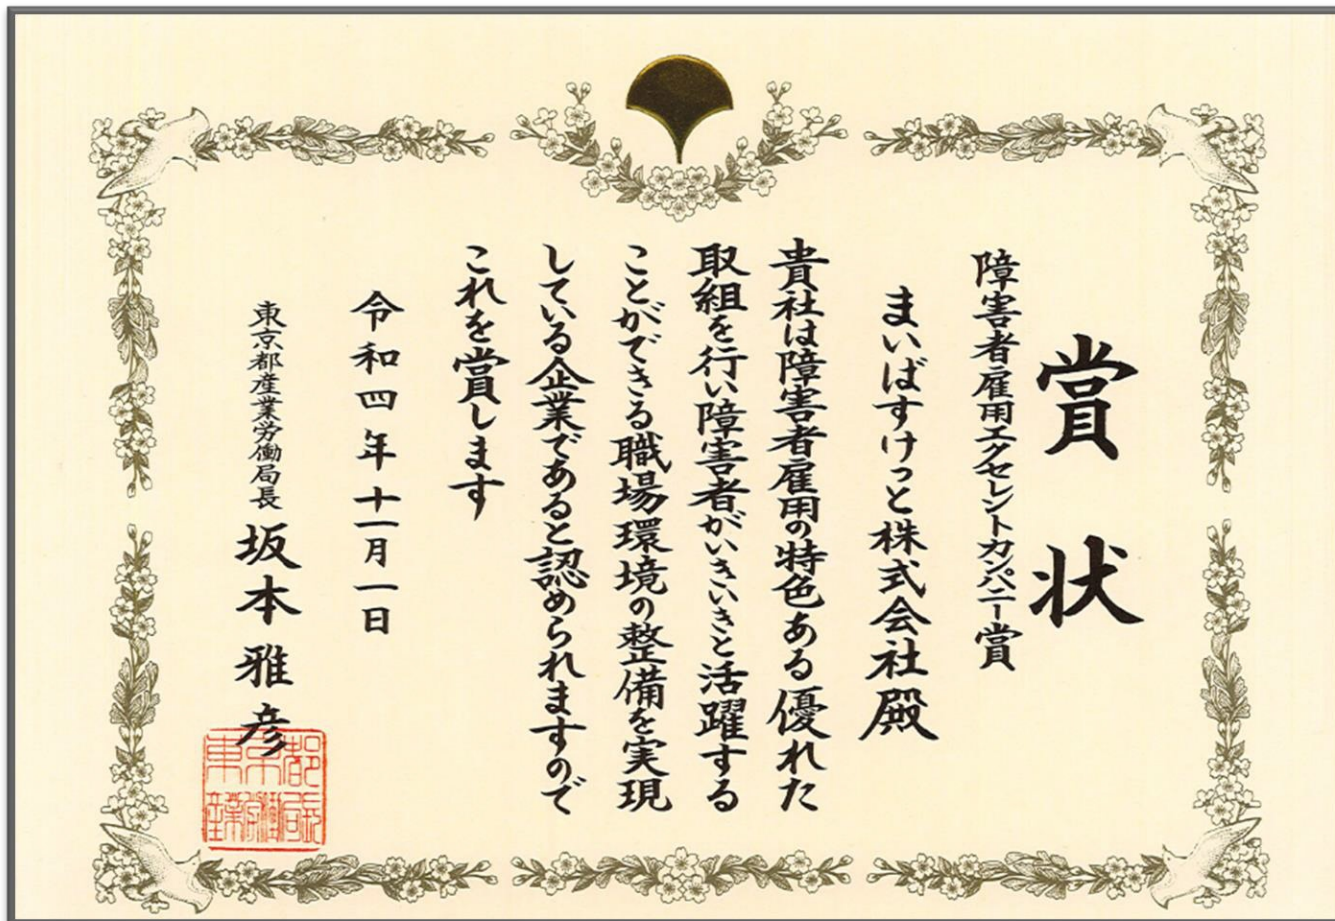 賞状
障害者雇用エクセレントカンパニー賞
まいばすけっと株式会社殿
貴社は障害者雇用の特色ある優れた
取組を行い障害者がいきいきと活躍する
ことができる職場環境の整備を実現
している企業であると認められますので
これを賞します
令和四年十一月一日
東京都産業労働局長 坂本雅彦